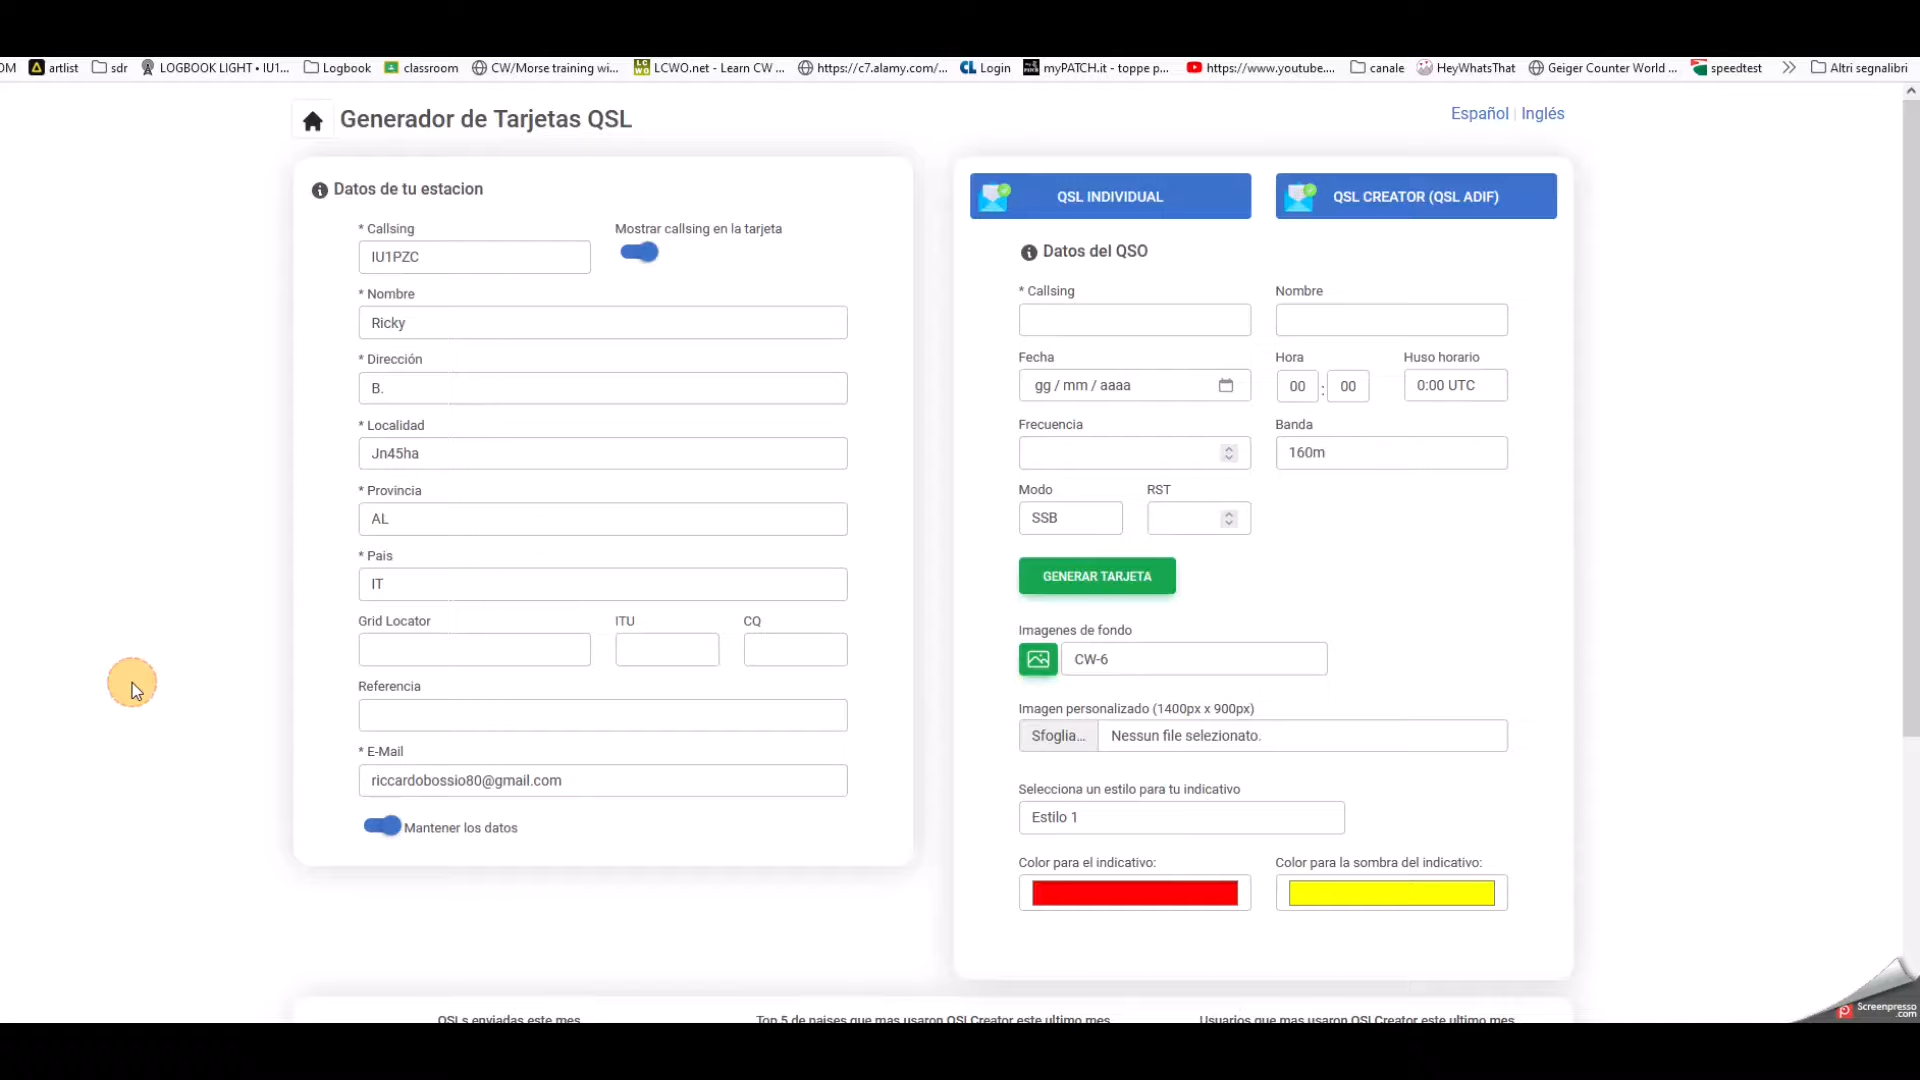 OM artlist sdr LOGBOOK LIGHT • IU1... Logbook classroom CW/Morse training wi... LCWO.net - Learn CW ... https://c7.alamy.com/... CL Login myPATCH.it - toppe p... https://www.youtube.... canale HeyWhatsThat Geiger Counter World ... speedtest Altri segnalibri
Generador de Tarjetas QSL
Español | Inglés
Datos de tu estacion
* Callsing
Mostrar callsing en la tarjeta
IU1PZC
* Nombre
Ricky
* Dirección
B.
* Localidad
Jn45ha
* Provincia
AL
* Pais
IT
Grid Locator ITU CQ
Referencia
* E-Mail
riccardobossio80@gmail.com
Mantener los datos
QSL INDIVIDUAL
QSL CREATOR (QSL ADIF)
Datos del QSO
* Callsing Nombre
Fecha Hora Huso horario
gg / mm / aaaa 00 : 00 0:00 UTC
Frecuencia Banda
160m
Modo RST
SSB
GENERAR TARJETA
Imagenes de fondo
CW-6
Imagen personalizado (1400px x 900px)
Sfoglia... Nessun file selezionato.
Selecciona un estilo para tu indicativo
Estilo 1
Color para el indicativo: Color para la sombra del indicativo:
QSLs enviadas este mes Top 5 de paises que mas usaron QSLCreator este ultimo mes Usuarios que mas usaron QSLCreator este ultimo mes
Screenpresso
.com